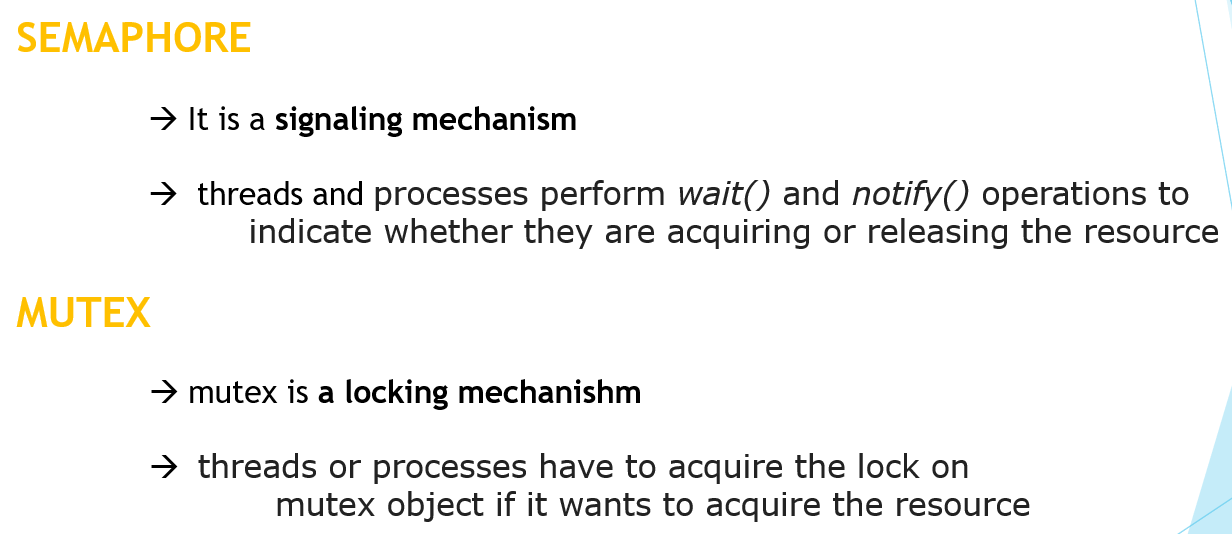 SEMAPHORE
→ It is a signaling mechanism
→ threads and processes perform wait() and notify() operations to
indicate whether they are acquiring or releasing the resource
MUTEX
→ mutex is a locking mechanishm
→ threads or processes have to acquire the lock on
mutex object if it wants to acquire the resource